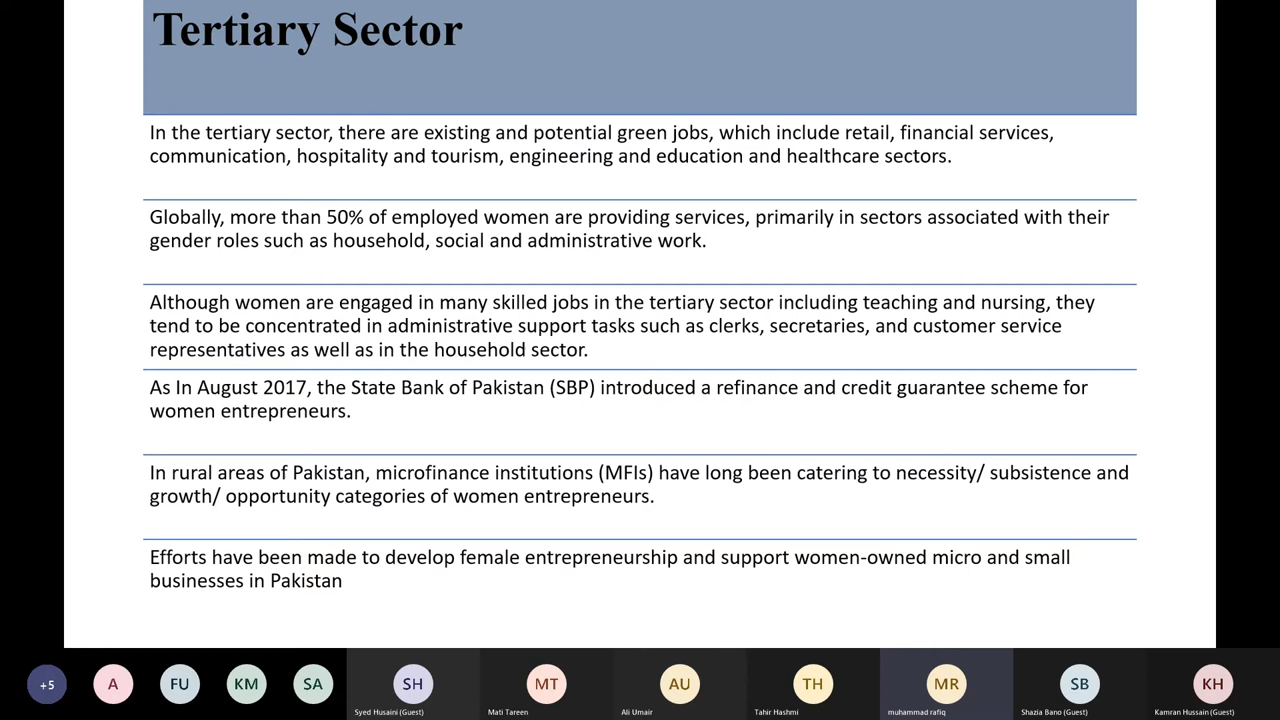 Tertiary Sector
In the tertiary sector, there are existing and potential green jobs, which include retail, financial services,
communication, hospitality and tourism, engineering and education and healthcare sectors.
Globally, more than 50% of employed women are providing services, primarily in sectors associated with their
gender roles such as household, social and administrative work.
Although women are engaged in many skilled jobs in the tertiary sector including teaching and nursing, they
tend to be concentrated in administrative support tasks such as clerks, secretaries, and customer service
representatives as well as in the household sector.
As In August 2017, the State Bank of Pakistan (SBP) introduced a refinance and credit guarantee scheme for
women entrepreneurs.
In rural areas of Pakistan, microfinance institutions (MFIs) have long been catering to necessity/ subsistence and
growth/ opportunity categories of women entrepreneurs.
Efforts have been made to develop female entrepreneurship and support women-owned micro and small
businesses in Pakistan
+5 A FU KM SA SH MT AU TH MR SB KH
Syed Husaini (Guest) Mati Tareen Ali Umair Tahir Hashmi muhammad rafiq Shazia Bano (Guest) Kamran Hussain (Guest)